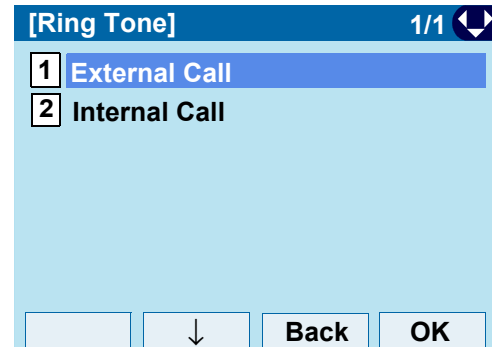 [Ring Tone] 1/1
1 External Call
2 Internal Call
↓ Back OK